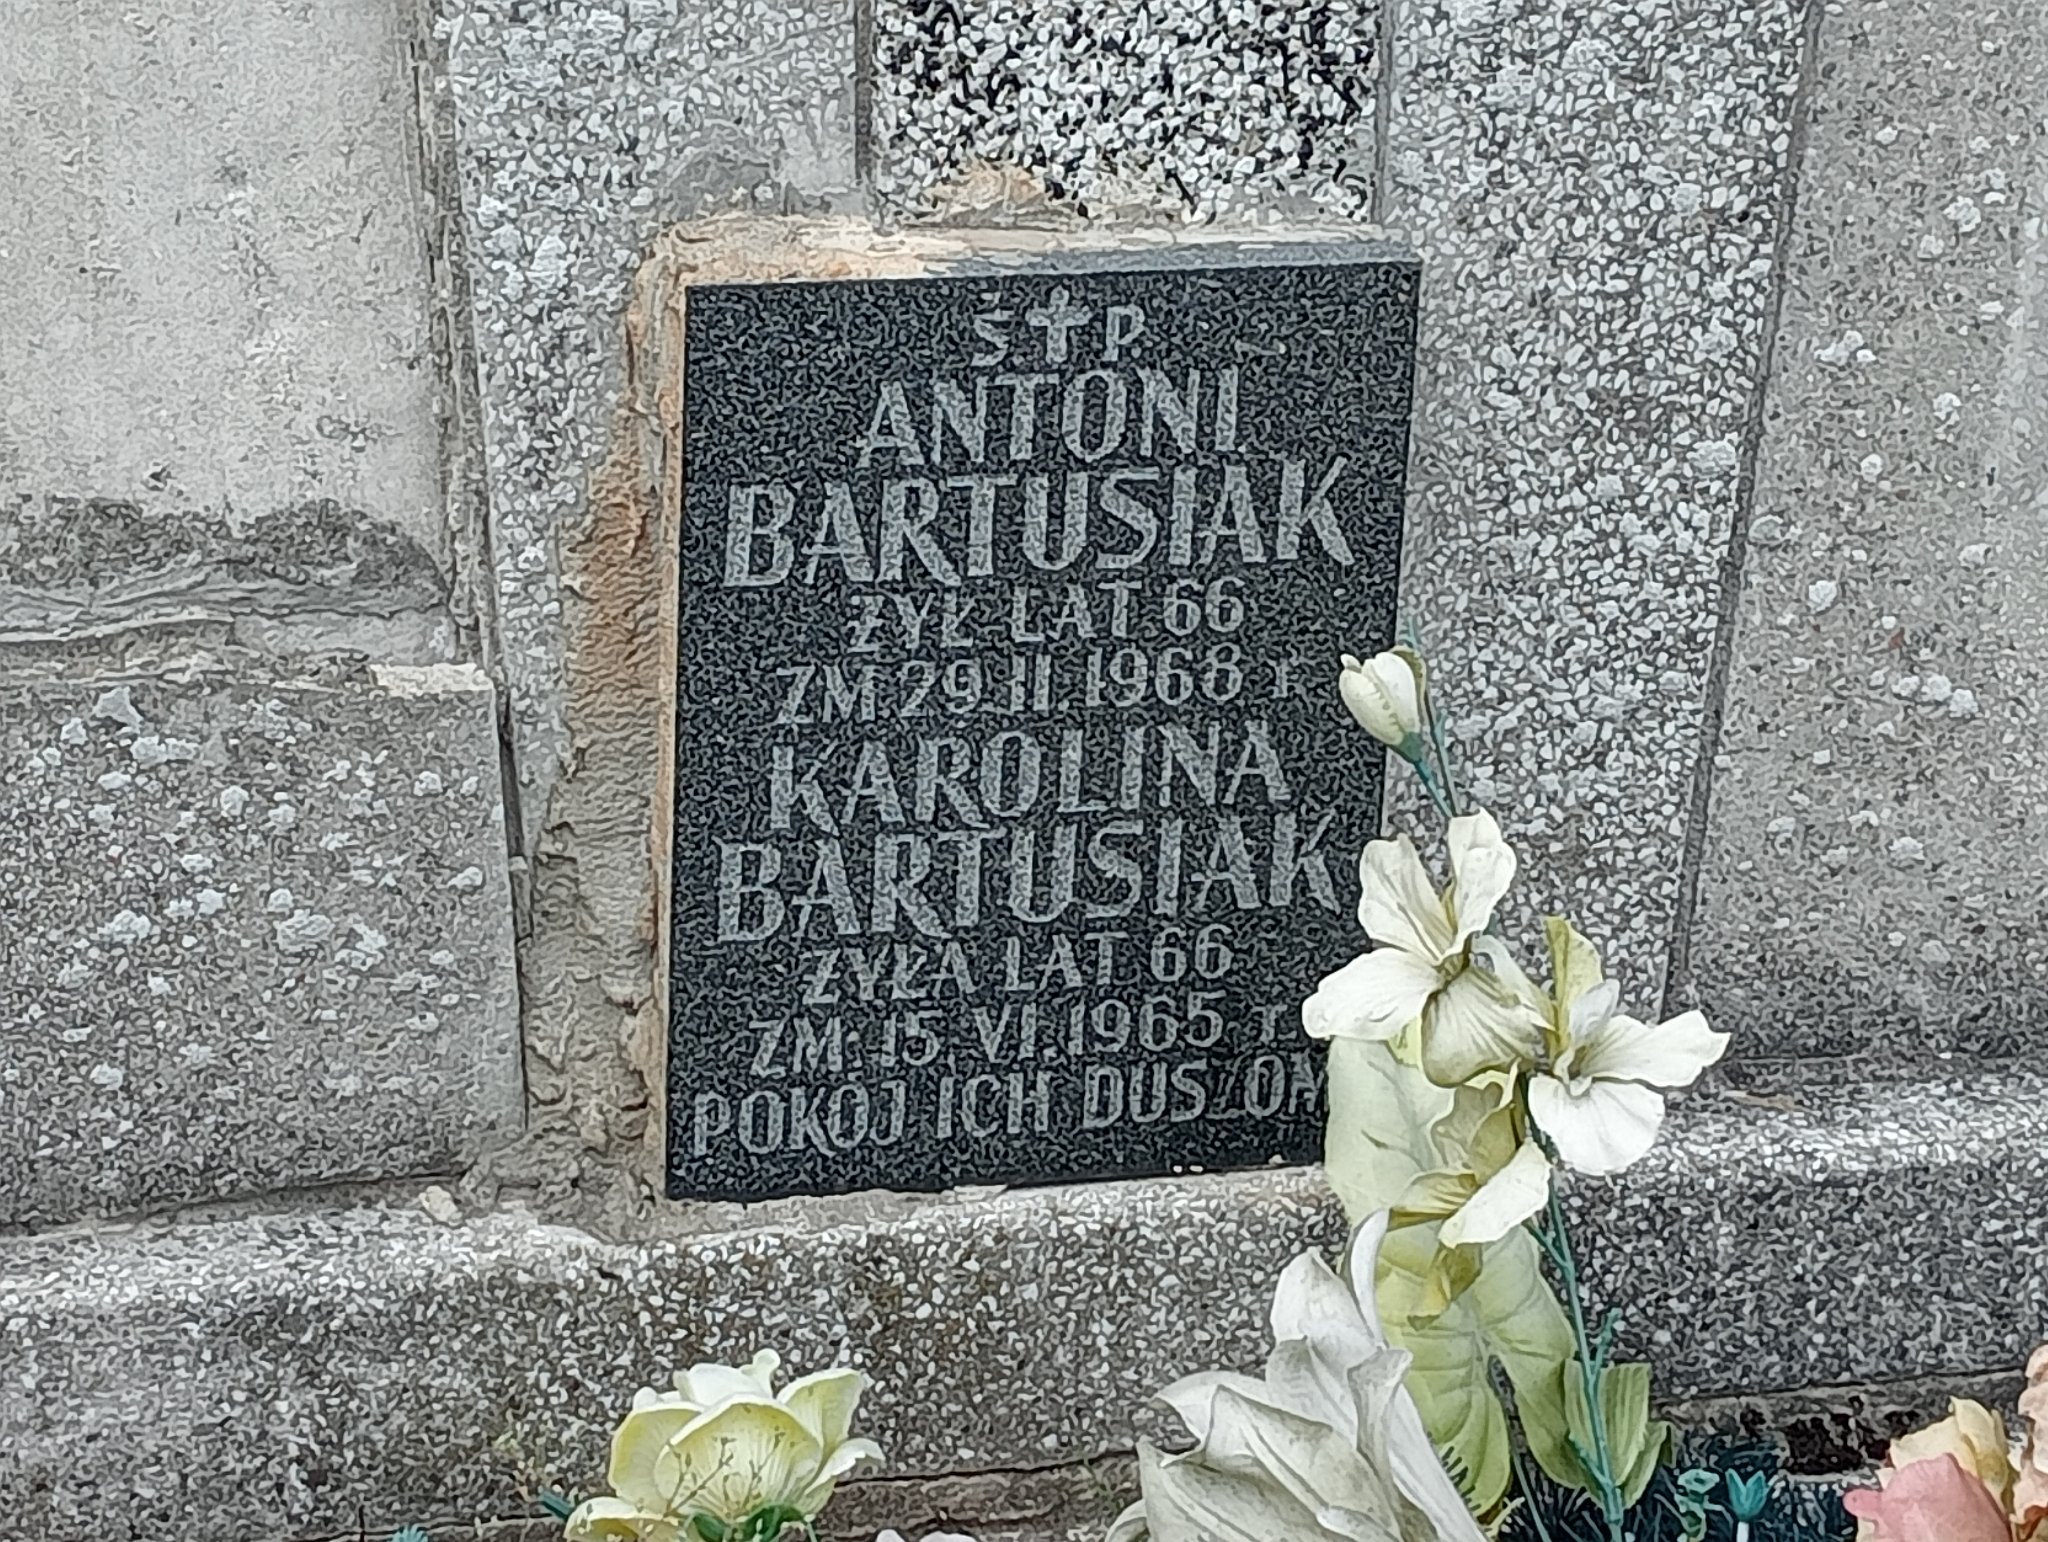 Ś † P.
ANTONI
BARTUSIAK
ŻYŁ LAT 66
ZM. 29 II 1968 r.
KAROLINA
BARTUSIAK
ŻYŁA LAT 66
ZM. 15. VI. 1965 r.
POKÓJ ICH DUSZOM